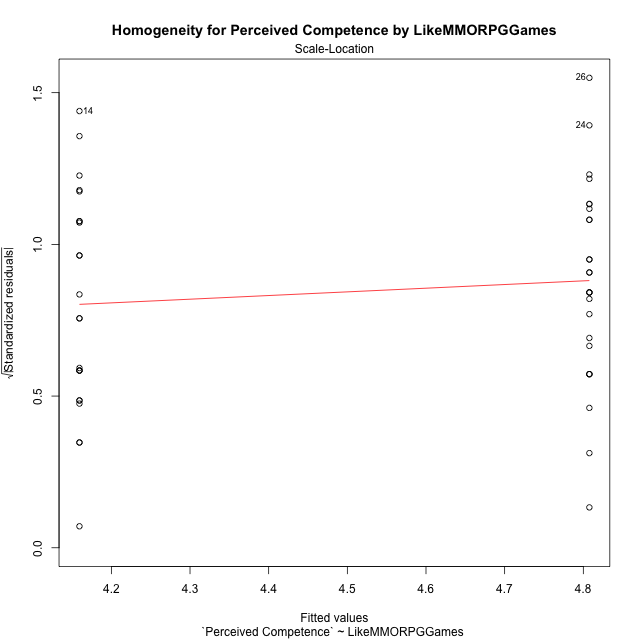 Homogeneity for Perceived Competence by LikeMMORPGGames
Scale-Location
26
1.5
14
24
1.0
√|Standardized residuals|
0.5
0.0
4.2 4.3 4.4 4.5 4.6 4.7 4.8
Fitted values
`Perceived Competence` ~ LikeMMORPGGames